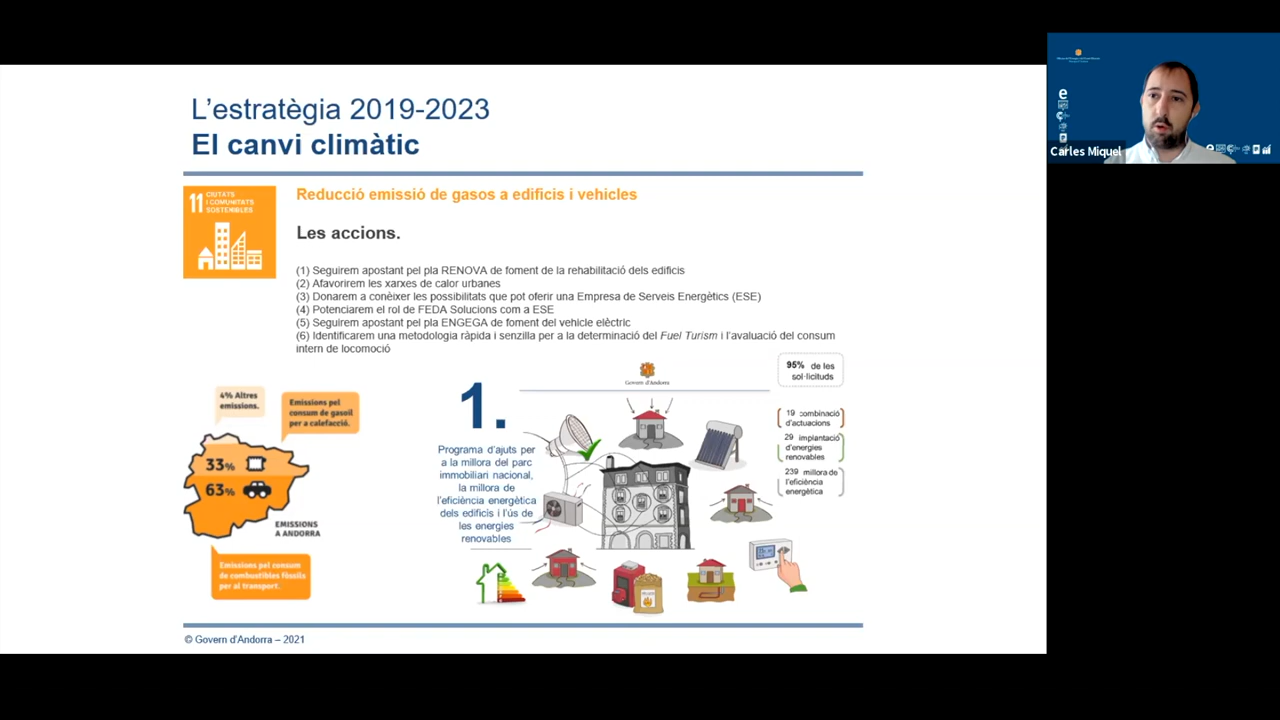 L'estratègia 2019-2023
El canvi climàtic
11 CIUTATS
I COMUNITATS
SOSTENIBLES
Reducció emissió de gasos a edificis i vehicles
Les accions.
(1) Seguirem apostant pel pla RENOVA de foment de la rehabilitació dels edificis
(2) Afavorirem les xarxes de calor urbanes
(3) Donarem a conèixer les possibilitats que pot oferir una Empresa de Serveis Energètics (ESE)
(4) Potenciarem el rol de FEDA Solucions com a ESE
(5) Seguirem apostant pel pla ENGEGA de foment del vehicle elèctric
(6) Identificarem una metodologia ràpida i senzilla per a la determinació del Fuel Turism i l'avaluació del consum
intern de locomoció
4% Altres
emissions.
Emissions pel
consum de gasoil
per a calefacció.
33%
63%
EMISSIONS
A ANDORRA
Emissions pel consum
de combustibles fòssils
per al transport.
1.
Programa d'ajuts per
a la millora del parc
immobiliari nacional,
la millora de
l'eficiència energètica
dels edificis i l'ús de
les energies
renovables
Govern d'Andorra
95% de les
sol·licituds
19 combinació
d'actuacions
29 implantació
d'energies
renovables
239 millora de
l'eficiència
energètica
© Govern d'Andorra – 2021
Carles Miquel